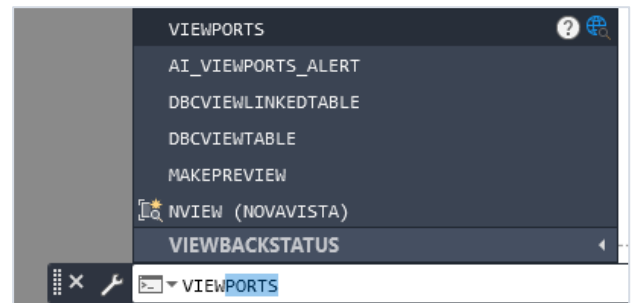 VIEWPORTS
AI_VIEWPORTS_ALERT
DBCVIEWLINKEDTABLE
DBCVIEWTABLE
MAKEPREVIEW
NVIEW (NOVAVISTA)
VIEWBACKSTATUS
VIEWPORTS